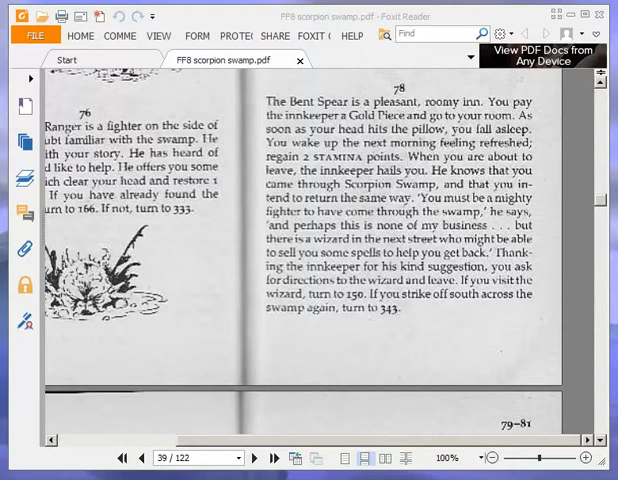 FF8 scorpion swamp.pdf - Foxit Reader
FILE HOME COMME VIEW FORM PROTE SHARE FOXIT ( HELP Find
Start FF8 scorpion swamp.pdf View PDF Docs from
Any Device
76
Ranger is a fighter on the side of
ubt familiar with the swamp. He
ith your story. He has heard of
d like to help. He offers you some
ich clear your head and restore 1
If you have already found the
urn to 166. If not, turn to 333.
78
The Bent Spear is a pleasant, roomy inn. You pay
the innkeeper a Gold Piece and go to your room. As
soon as your head hits the pillow, you fall asleep.
You wake up the next morning feeling refreshed;
regain 2 STAMINA points. When you are about to
leave, the innkeeper hails you. He knows that you
came through Scorpion Swamp, and that you in-
tend to return the same way. 'You must be a mighty
fighter to have come through the swamp,' he says,
'and perhaps this is none of my business . . . but
there is a wizard in the next street who might be able
to sell you some spells to help you get back.' Thank-
ing the innkeeper for his kind suggestion, you ask
for directions to the wizard and leave. If you visit the
wizard, turn to 150. If you strike off south across the
swamp again, turn to 343.
79–81
39 / 122 100%